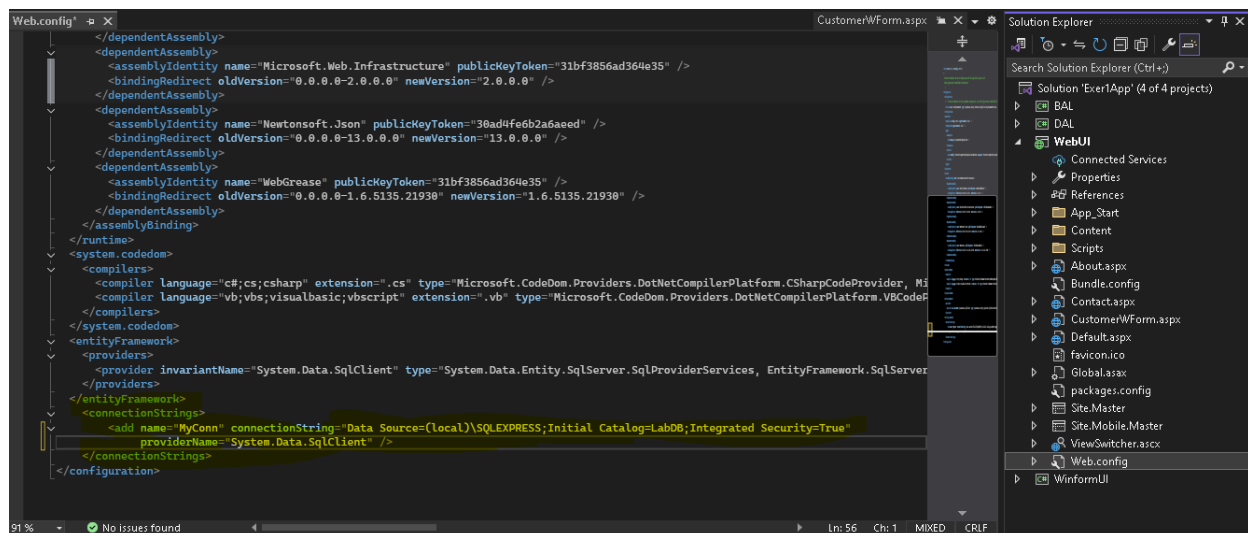 Web.config*
CustomerWForm.aspx
</dependentAssembly>
<dependentAssembly>
<assemblyIdentity name="Microsoft.Web.Infrastructure" publicKeyToken="31bf3856ad364e35" />
<bindingRedirect oldVersion="0.0.0.0-2.0.0.0" newVersion="2.0.0.0" />
</dependentAssembly>
<dependentAssembly>
<assemblyIdentity name="Newtonsoft.Json" publicKeyToken="30ad4fe6b2a6aeed" />
<bindingRedirect oldVersion="0.0.0.0-13.0.0.0" newVersion="13.0.0.0" />
</dependentAssembly>
<dependentAssembly>
<assemblyIdentity name="WebGrease" publicKeyToken="31bf3856ad364e35" />
<bindingRedirect oldVersion="0.0.0.0-1.6.5135.21930" newVersion="1.6.5135.21930" />
</dependentAssembly>
</assemblyBinding>
</runtime>
<system.codedom>
<compilers>
<compiler language="c#;cs;csharp" extension=".cs" type="Microsoft.CodeDom.Providers.DotNetCompilerPlatform.CSharpCodeProvider, Mi
<compiler language="vb;vbs;visualbasic;vbscript" extension=".vb" type="Microsoft.CodeDom.Providers.DotNetCompilerPlatform.VBCodeP
</compilers>
</system.codedom>
<entityFramework>
<providers>
<provider invariantName="System.Data.SqlClient" type="System.Data.Entity.SqlServer.SqlProviderServices, EntityFramework.SqlServer
</providers>
</entityFramework>
<connectionStrings>
<add name="MyConn" connectionString="Data Source=(local)\SQLEXPRESS;Initial Catalog=LabDB;Integrated Security=True"
providerName="System.Data.SqlClient" />
</connectionStrings>
</configuration>
91 %
No issues found
Ln: 56 Ch: 1 MIXED CRLF
Solution Explorer
Search Solution Explorer (Ctrl+;)
Solution 'Exer1App' (4 of 4 projects)
C# BAL
C# DAL
WebUI
Connected Services
Properties
References
App_Start
Content
Scripts
About.aspx
Bundle.config
Contact.aspx
CustomerWForm.aspx
Default.aspx
favicon.ico
Global.asax
packages.config
Site.Master
Site.Mobile.Master
ViewSwitcher.ascx
Web.config
C# WinformUI